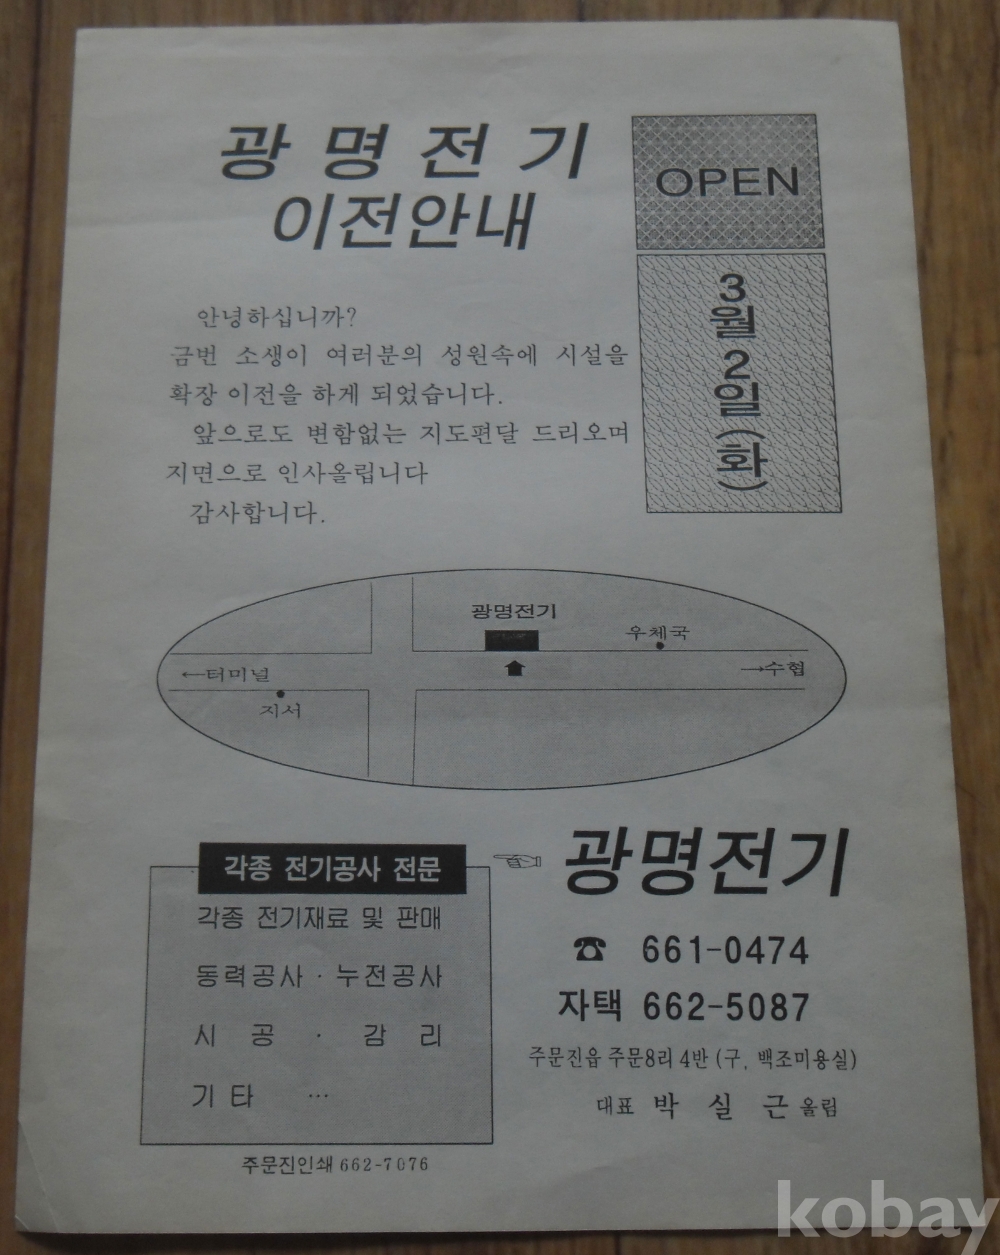 광명전기
이전안내
OPEN
3월 2일 (화)
안녕하십니까?
금번 소생이 여러분의 성원속에 시설을
확장 이전을 하게 되었습니다.
앞으로도 변함없는 지도편달 드리오며
지면으로 인사올립니다
감사합니다.
광명전기
우체국
←터미널
→수협
지서
각종 전기공사 전문
각종 전기재료 및 판매
동력공사 · 누전공사
시 공 · 감 리
기 타 ...
주문진인쇄 662-7076
☜ 광명전기
☎ 661-0474
자택 662-5087
주문진읍 주문8리 4반 (구, 백조미용실)
대표 박 실 근 올림
kobay